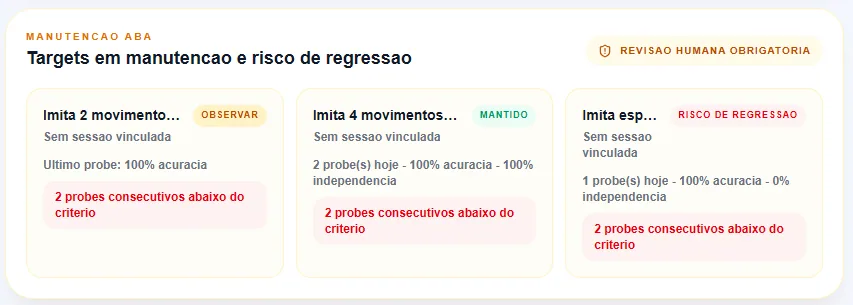 MANUTENCAO ABA
Targets em manutencao e risco de regressao
REVISAO HUMANA OBRIGATORIA
Imita 2 movimento...
OBSERVAR
Sem sessao vinculada
Ultimo probe: 100% acuracia
2 probes consecutivos abaixo do
criterio
Imita 4 movimentos...
MANTIDO
Sem sessao vinculada
2 probe(s) hoje - 100% acuracia - 100%
independencia
2 probes consecutivos abaixo do
criterio
Imita esp...
RISCO DE REGRESSAO
Sem sessao
vinculada
1 probe(s) hoje - 100% acuracia - 0%
independencia
2 probes consecutivos abaixo do
criterio